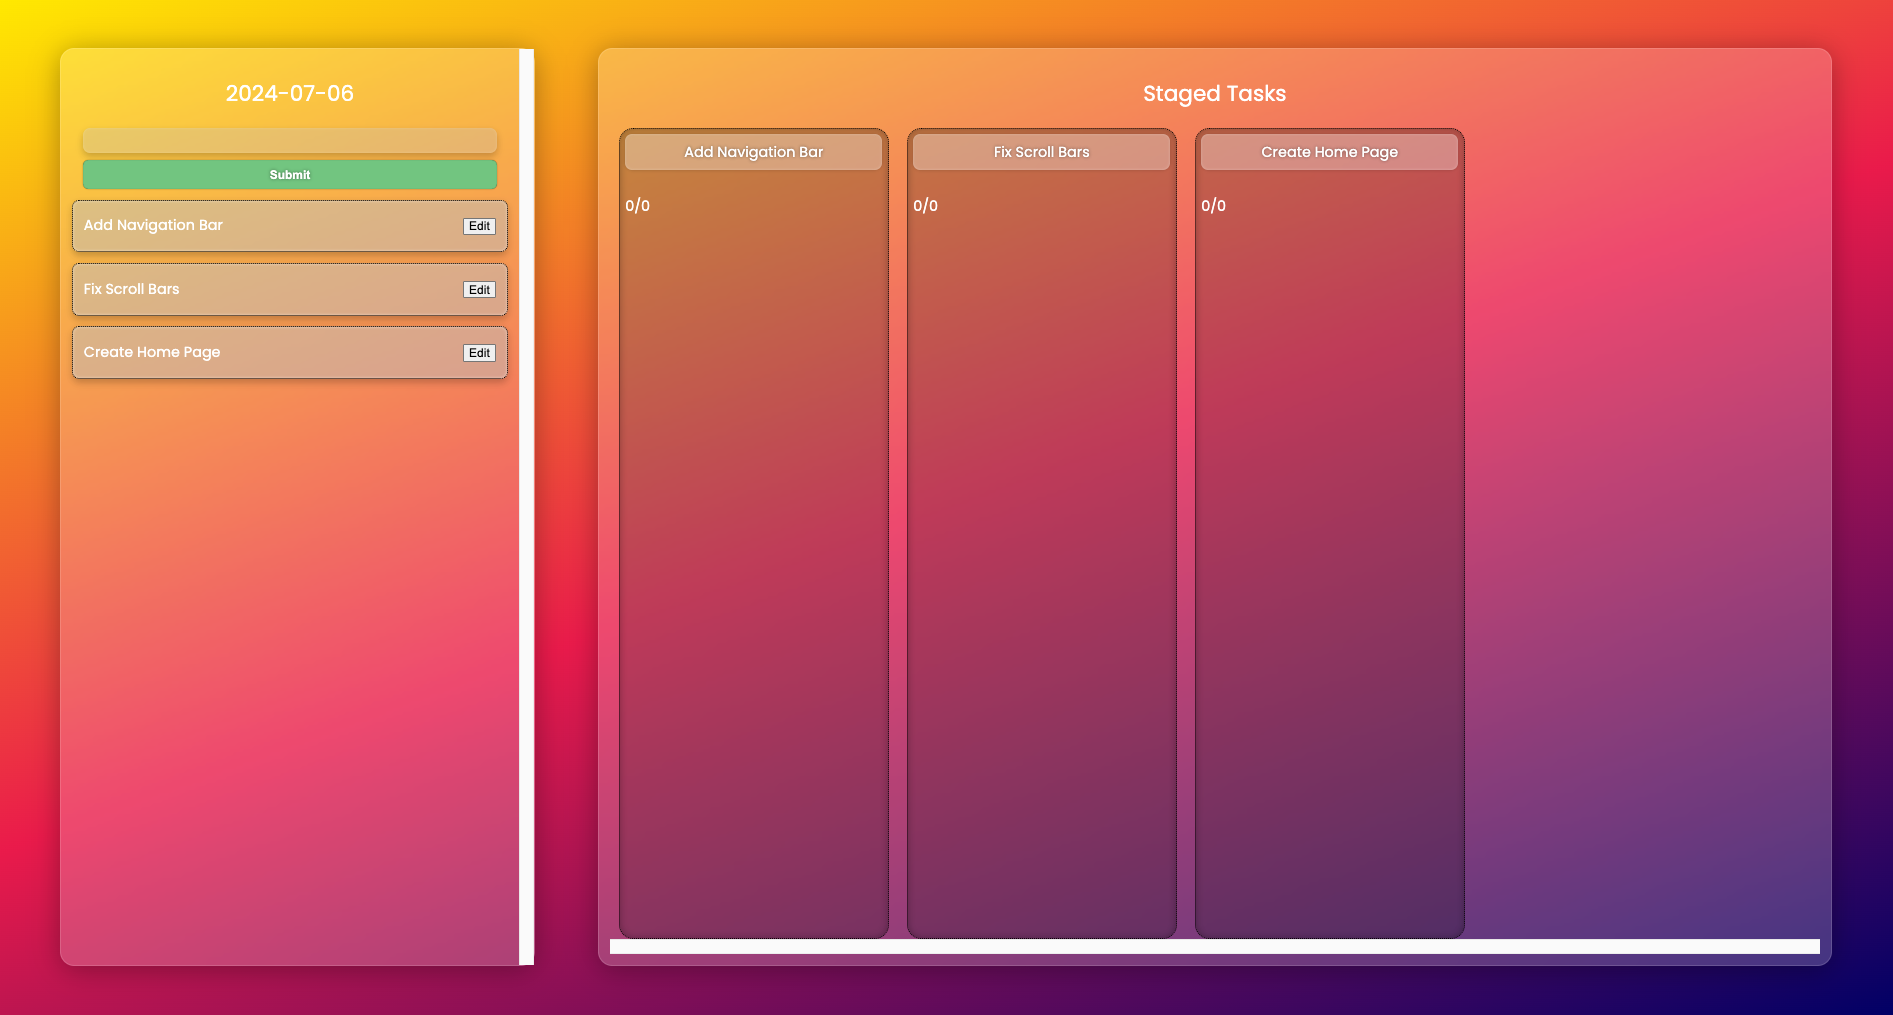 2024-07-06
Submit
Add Navigation Bar Edit
Fix Scroll Bars Edit
Create Home Page Edit
Staged Tasks
Add Navigation Bar
0/0
Fix Scroll Bars
0/0
Create Home Page
0/0